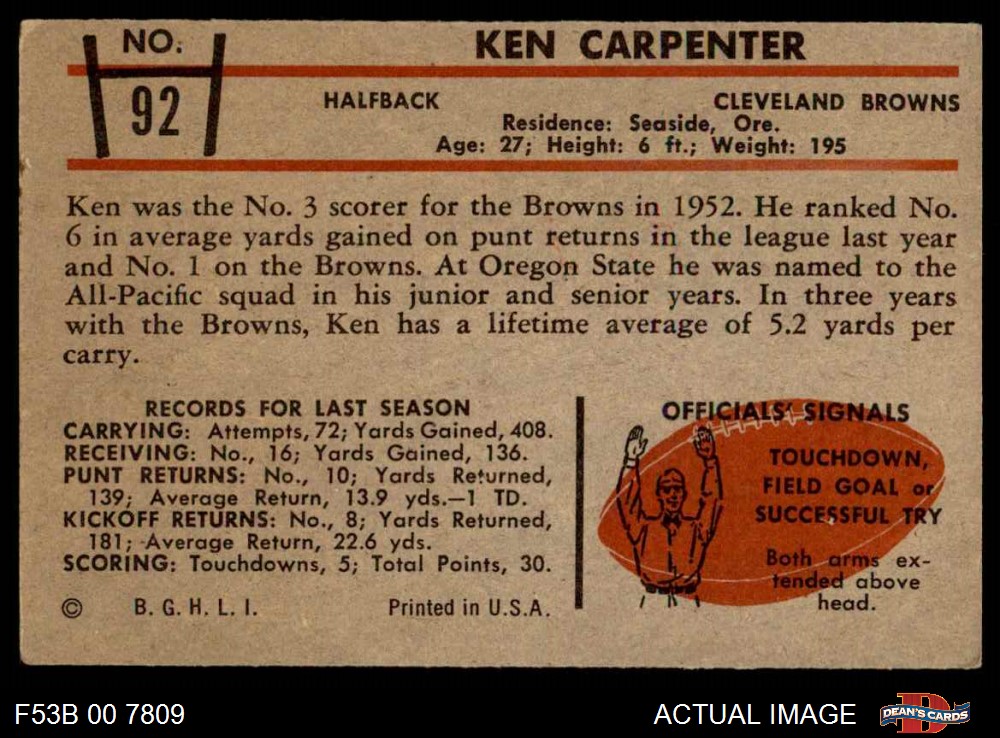 NO.
92
KEN CARPENTER
HALFBACK
CLEVELAND BROWNS
Residence: Seaside, Ore.
Age: 27; Height: 6 ft.; Weight: 195
Ken was the No. 3 scorer for the Browns in 1952. He ranked No.
6 in average yards gained on punt returns in the league last year
and No. 1 on the Browns. At Oregon State he was named to the
All-Pacific squad in his junior and senior years. In three years
with the Browns, Ken has a lifetime average of 5.2 yards per
carry.
RECORDS FOR LAST SEASON
CARRYING: Attempts, 72; Yards Gained, 408.
RECEIVING: No., 16; Yards Gained, 136.
PUNT RETURNS: No., 10; Yards Returned,
139; Average Return, 13.9 yds.—1 TD.
KICKOFF RETURNS: No., 8; Yards Returned,
181; Average Return, 22.6 yds.
SCORING: Touchdowns, 5; Total Points, 30.
© B. G. H. L. I. Printed in U.S.A.
OFFICIALS' SIGNALS
TOUCHDOWN,
FIELD GOAL or
SUCCESSFUL TRY
Both arms ex-
tended above
head.
F53B 00 7809
ACTUAL IMAGE
D
DEAN'S CARDS